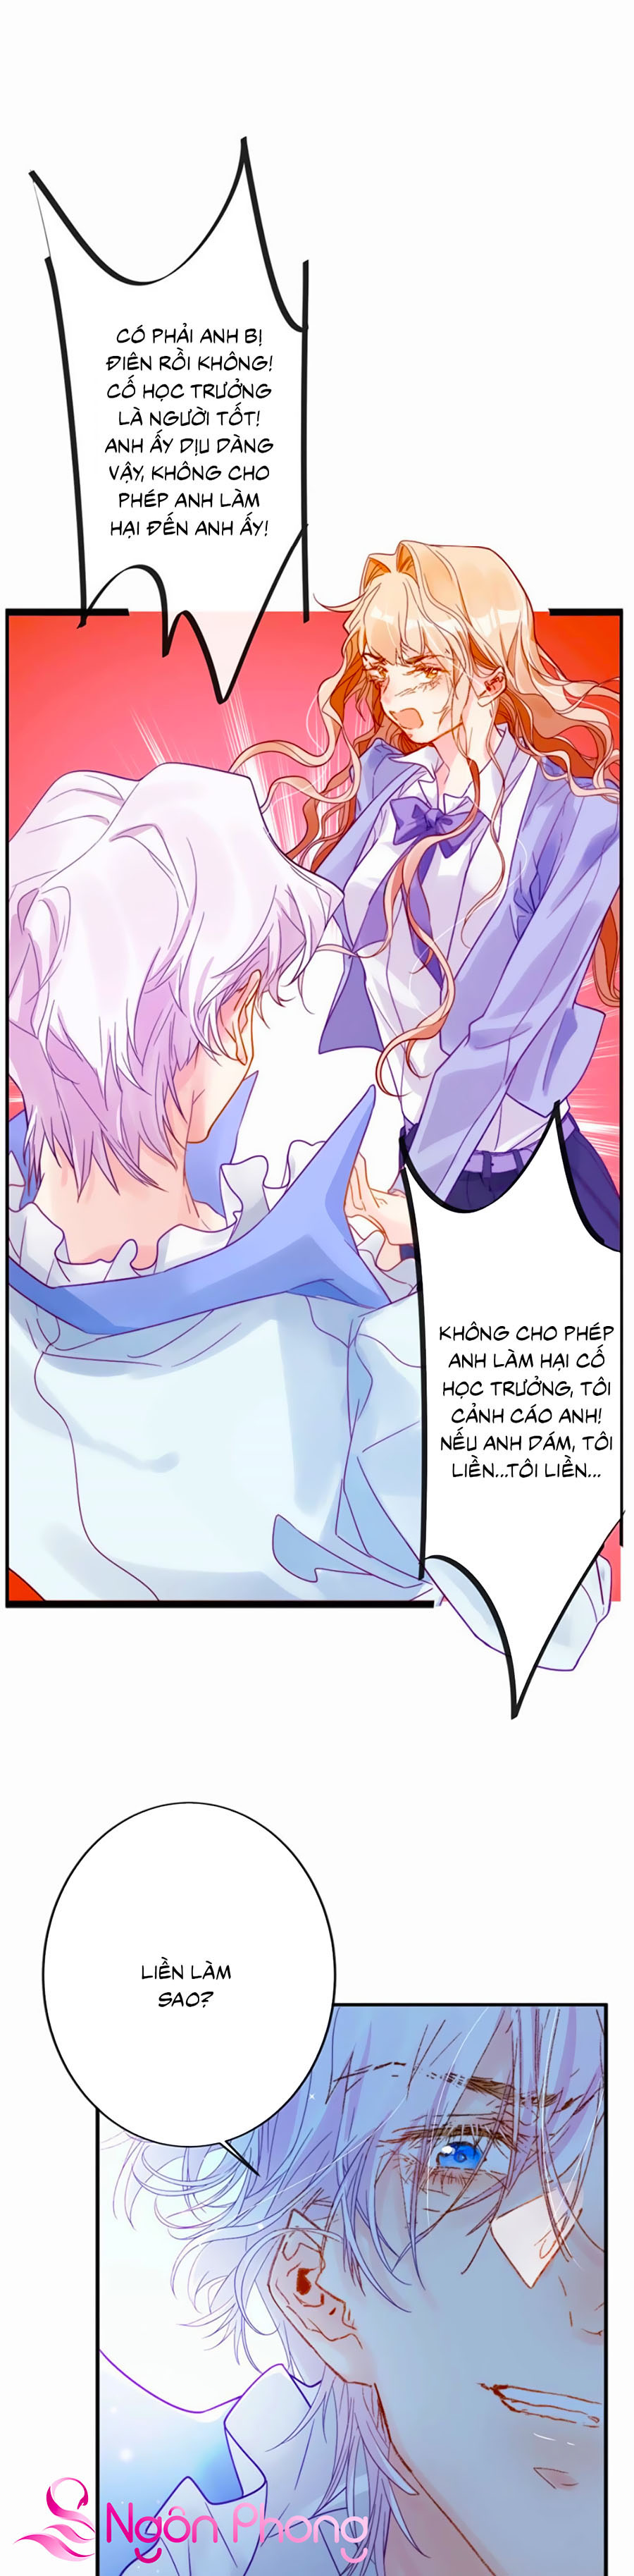 CÓ PHẢI ANH BỊ
ĐIÊN RỒI KHÔNG!
CỐ HỌC TRƯỞNG
LÀ NGƯỜI TỐT!
ANH ẤY DỊU DÀNG
VẬY, KHÔNG CHO
PHÉP ANH LÀM
HẠI ĐẾN ANH ẤY!
KHÔNG CHO PHÉP
ANH LÀM HẠI CỐ
HỌC TRƯỞNG, TÔI
CẢNH CÁO ANH!
NẾU ANH DÁM, TÔI
LIỀN...TÔI LIỀN...
LIỀN LÀM
SAO?
Ngôn Phong